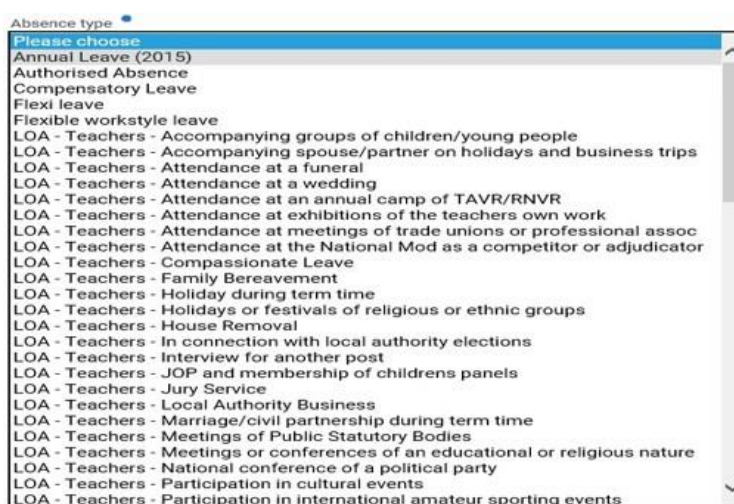 Absence type
Please choose
Annual Leave (2015)
Authorised Absence
Compensatory Leave
Flexi leave
Flexible workstyle leave
LOA - Teachers - Accompanying groups of children/young people
LOA - Teachers - Accompanying spouse/partner on holidays and business trips
LOA - Teachers - Attendance at a funeral
LOA - Teachers - Attendance at a wedding
LOA - Teachers - Attendance at an annual camp of TAVR/RNVR
LOA - Teachers - Attendance at exhibitions of the teachers own work
LOA - Teachers - Attendance at meetings of trade unions or professional assoc
LOA - Teachers - Attendance at the National Mod as a competitor or adjudicator
LOA - Teachers - Compassionate Leave
LOA - Teachers - Family Bereavement
LOA - Teachers - Holiday during term time
LOA - Teachers - Holidays or festivals of religious or ethnic groups
LOA - Teachers - House Removal
LOA - Teachers - In connection with local authority elections
LOA - Teachers - Interview for another post
LOA - Teachers - JOP and membership of childrens panels
LOA - Teachers - Jury Service
LOA - Teachers - Local Authority Business
LOA - Teachers - Marriage/civil partnership during term time
LOA - Teachers - Meetings of Public Statutory Bodies
LOA - Teachers - Meetings or conferences of an educational or religious nature
LOA - Teachers - National conference of a political party
LOA - Teachers - Participation in cultural events
LOA - Teachers - Participation in international amateur sporting events